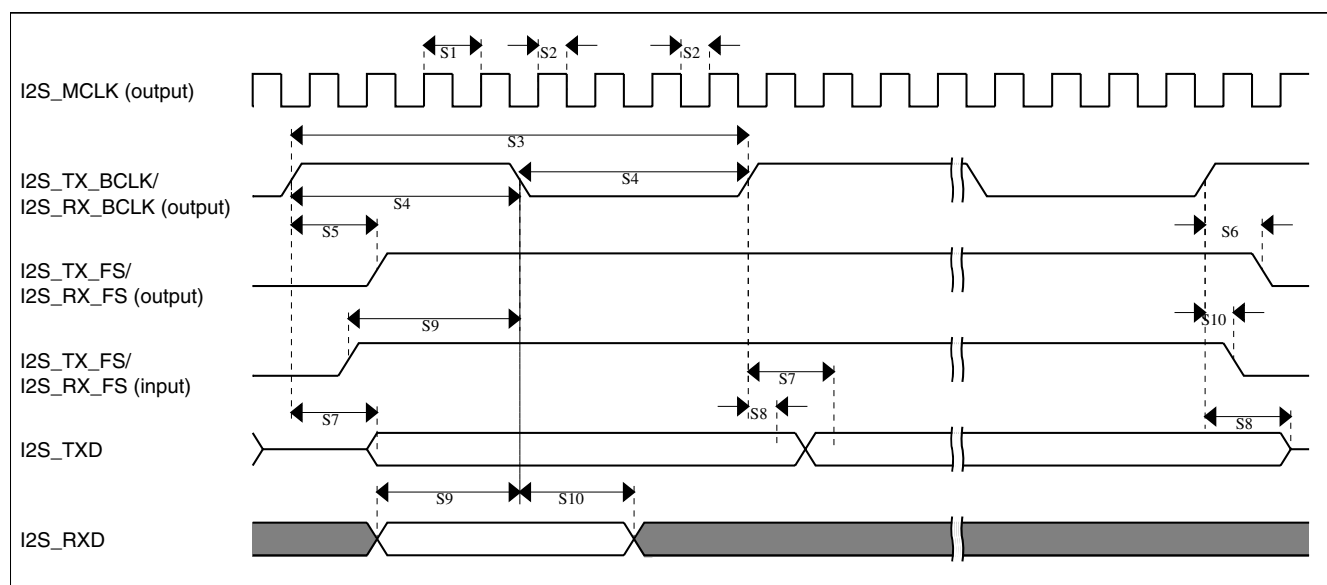 S1 S2 S2
I2S_MCLK (output)
S3
I2S_TX_BCLK/
I2S_RX_BCLK (output)
S4
S4
S5 S6
I2S_TX_FS/
I2S_RX_FS (output)
S9 S10
I2S_TX_FS/
I2S_RX_FS (input)
S7
S7 S8 S8
I2S_TXD
S9 S10
I2S_RXD